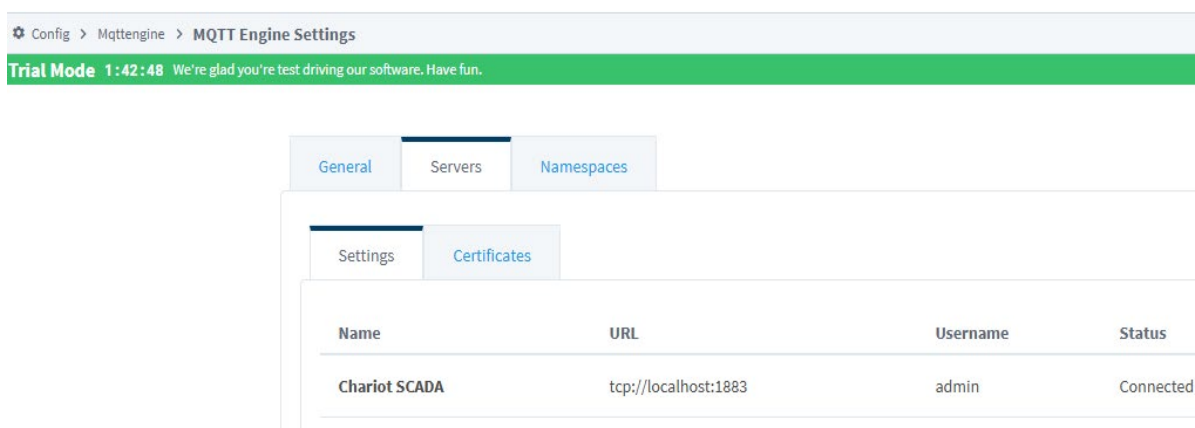 Config > Mqttengine > MQTT Engine Settings
Trial Mode 1:42:48 We're glad you're test driving our software. Have fun.
General Servers Namespaces
Settings Certificates
Name URL Username Status
Chariot SCADA tcp://localhost:1883 admin Connected